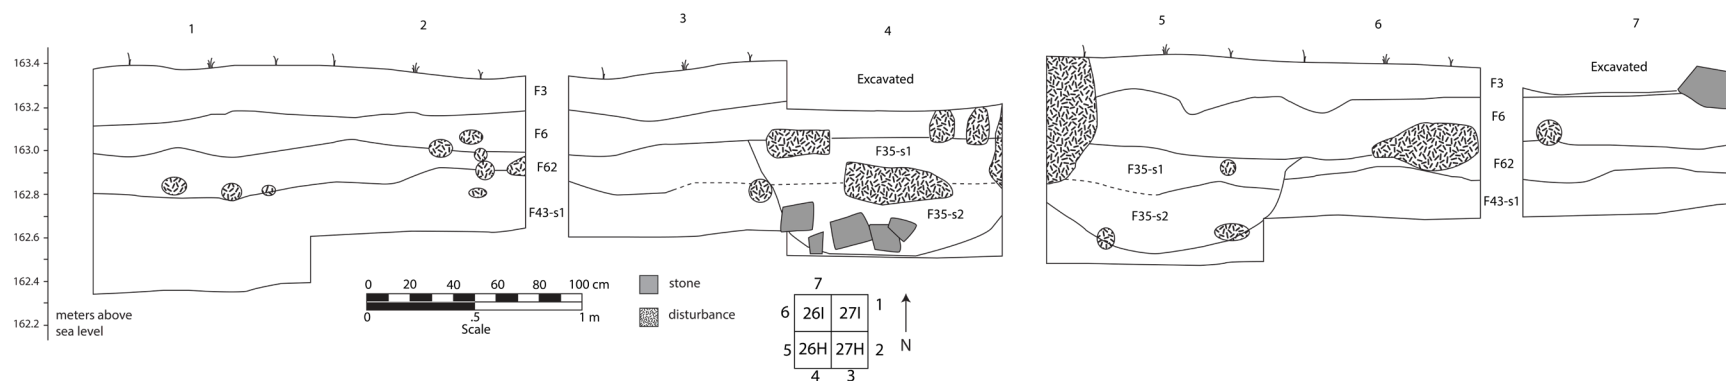 1
2
3
4
5
6
7
163.4
163.2
163.0
162.8
162.6
162.4
162.2
meters above
sea level
F3
F6
F62
F43-s1
Excavated
F35-s1
F35-s2
F35-s1
F35-s2
F3
F6
F62
F43-s1
Excavated
0 20 40 60 80 100 cm
0 .5 1 m
Scale
stone
disturbance
7
6 26I 27I 1
5 26H 27H 2
4 3
N